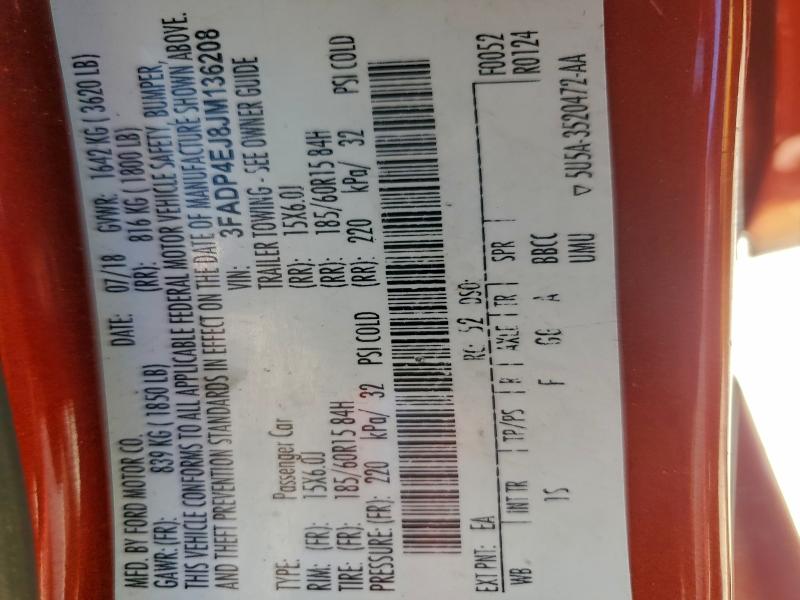 MFD. BY FORD MOTOR CO. DATE: 07/18 GVWR: 1642 KG ( 3620 LB)
GAWR: (FR): 839 KG ( 1850 LB) (RR): 816 KG ( 1800 LB)
THIS VEHICLE CONFORMS TO ALL APPLICABLE FEDERAL MOTOR VEHICLE SAFETY, BUMPER,
AND THEFT PREVENTION STANDARDS IN EFFECT ON THE DATE OF MANUFACTURE SHOWN ABOVE.
VIN: 3FADP4EJ8JM136208
TYPE: Passenger Car TRAILER TOWING - SEE OWNER GUIDE
RIM: (FR): 15X6.0J (RR): 15X6.0J
TIRE: (FR): 185/60R15 84H (RR): 185/60R15 84H
PRESSURE (FR): 220 kPa/ 32 PSI COLD (RR): 220 kPa/ 32 PSI COLD
EXT PNT: EA RC: 52 DSO: F0052
WB INT TR TP/PS R AXLE TR SPR R0124
IS F GC A BBCC
UMU ▽ 5U5A-3520472-AA